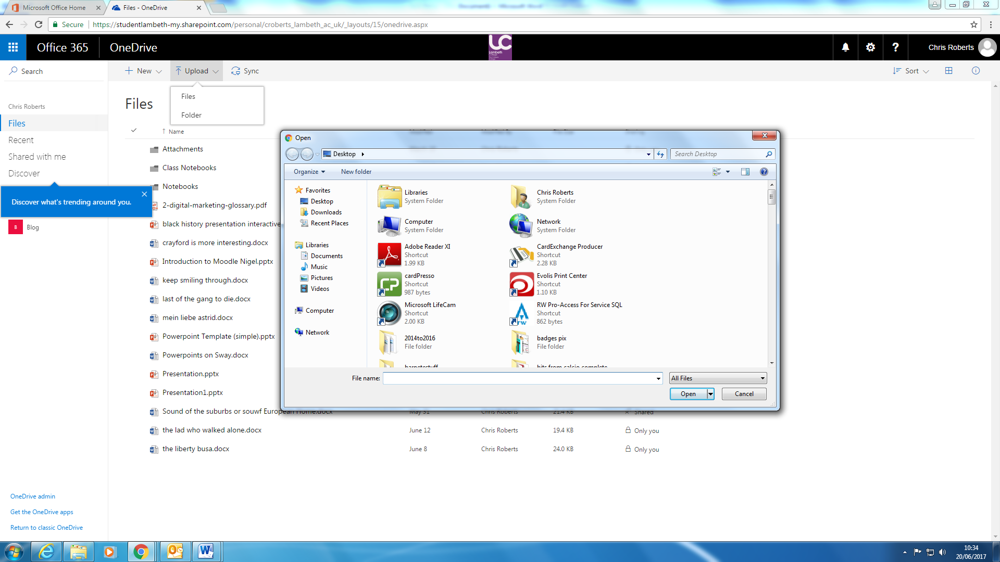 Microsoft Office Home
Files - OneDrive
Secure
https://studentlambeth-my.sharepoint.com/personal/croberts_lambeth_ac_uk/_layouts/15/onedrive.aspx
Office 365
OneDrive
LC
Lambeth
College
Chris Roberts
Search
New
Upload
Sync
Sort
Files
Folder
Chris Roberts
Files
Recent
Shared with me
Discover
Discover what's trending around you.
B
Blog
OneDrive admin
Get the OneDrive apps
Return to classic OneDrive
Files
Name
Attachments
Class Notebooks
Notebooks
2-digital-marketing-glossary.pdf
black history presentation interactive
crayford is more interesting.docx
Introduction to Moodle Nigel.pptx
keep smiling through.docx
last of the gang to die.docx
mein liebe astrid.docx
Powerpoint Template (simple).pptx
Powerpoints on Sway.docx
Presentation.pptx
Presentation1.pptx
Sound of the suburbs or souwf European Home.docx May 31 Chris Roberts 21.4 KB Shared
the lad who walked alone.docx June 12 Chris Roberts 19.4 KB Only you
the liberty busa.docx June 8 Chris Roberts 24.0 KB Only you
Open
Desktop
Search Desktop
Organize
New folder
Favorites
Desktop
Downloads
Recent Places
Libraries
Documents
Music
Pictures
Videos
Computer
Network
Libraries
System Folder
Chris Roberts
System Folder
Computer
System Folder
Network
System Folder
Adobe Reader XI
Shortcut
1.99 KB
CardExchange Producer
Shortcut
2.28 KB
cardPresso
Shortcut
987 bytes
Evolis Print Center
Shortcut
1.10 KB
Microsoft LifeCam
Shortcut
2.00 KB
RW Pro-Access For Service SQL
Shortcut
862 bytes
2014to2016
File folder
badges pix
File folder
barnetestuff
bits from calcio complete
File name:
All Files
Open
Cancel
10:34
20/06/2017